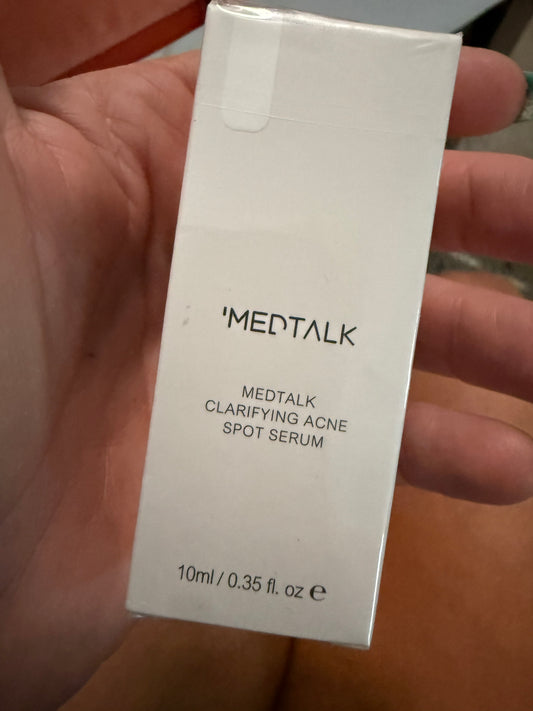 'MEDTALK
MEDTALK
CLARIFYING ACNE
SPOT SERUM
10ml / 0.35 fl. oz ℮